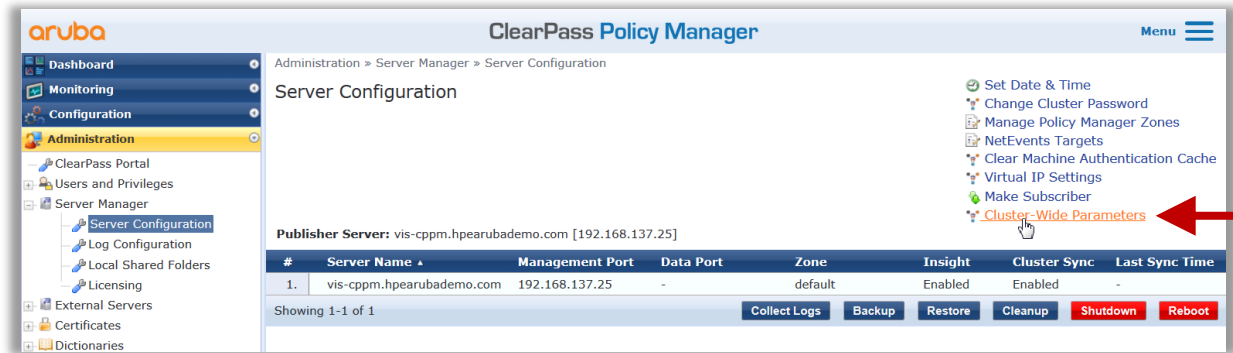 aruba
ClearPass Policy Manager
Menu
Dashboard
Monitoring
Configuration
Administration
ClearPass Portal
Users and Privileges
Server Manager
Server Configuration
Log Configuration
Local Shared Folders
Licensing
External Servers
Certificates
Dictionaries
Administration » Server Manager » Server Configuration
Server Configuration
Set Date & Time
Change Cluster Password
Manage Policy Manager Zones
NetEvents Targets
Clear Machine Authentication Cache
Virtual IP Settings
Make Subscriber
Cluster-Wide Parameters
Publisher Server: vis-cppm.hpearubademo.com [192.168.137.25]
# Server Name ▲ Management Port Data Port Zone Insight Cluster Sync Last Sync Time
1. vis-cppm.hpearubademo.com 192.168.137.25 - default Enabled Enabled -
Showing 1-1 of 1 Collect Logs Backup Restore Cleanup Shutdown Reboot